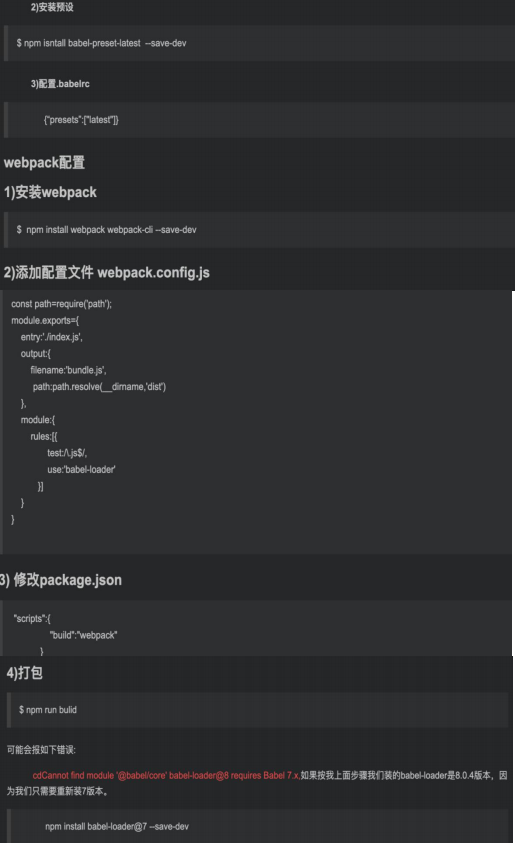 2)安装预设
$ npm isntall babel-preset-latest --save-dev
3)配置.babelrc
{"presets":["latest"]}
webpack配置
1)安装webpack
$ npm install webpack webpack-cli --save-dev
2)添加配置文件 webpack.config.js
const path=require('path');
module.exports={
entry:'./index.js',
output:{
filename:'bundle.js',
path:path.resolve(__dirname,'dist')
},
module:{
rules:[{
test:/\.js$/,
use:'babel-loader'
}]
}
}
3) 修改package.json
"scripts":{
"build":"webpack"
}
4)打包
$ npm run bulid
可能会报如下错误:
cdCannot find module '@babel/core' babel-loader@8 requires Babel 7.x,如果按我上面步骤我们装的babel-loader是8.0.4版本，因
为我们只需要重新装7版本。
npm install babel-loader@7 --save-dev